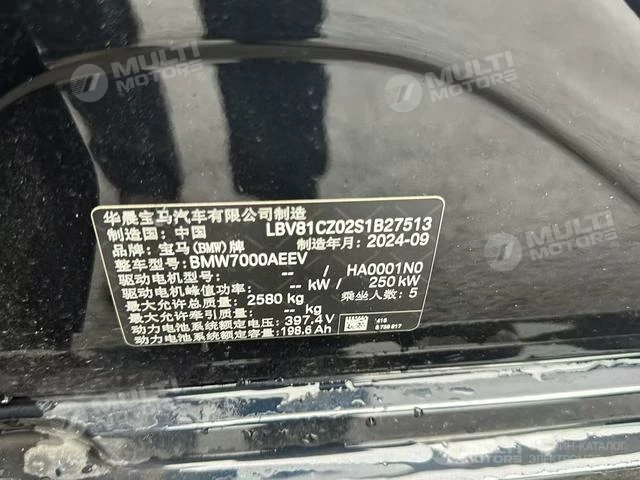 MULTI
MOTORS
MULTI
MOTORS
华晨宝马汽车有限公司制造
制造国: 中国 LBV81CZ02S1B27513
品牌: 宝马(BMW)牌 制造年月: 2024-09
整车型号: BMW7000AEEV
驱动电机型号: -- / HA0001N0
驱动电机峰值功率: -- kW / 250 kW
最大允许总质量: 2580 kg 乘坐人数: 5
最大允许牵引质量: -- kg
动力电池系统额定电压: 397.4V
动力电池系统额定容量: 198.6 Ah
MULTI
MOTORS
MULTI
MOTORS
ИН-КАТАЛОГ